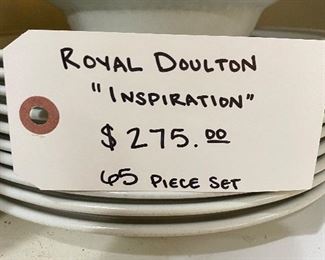 ROYAL DOULTON
"INSPIRATION"
$275.00
65 PIECE SET